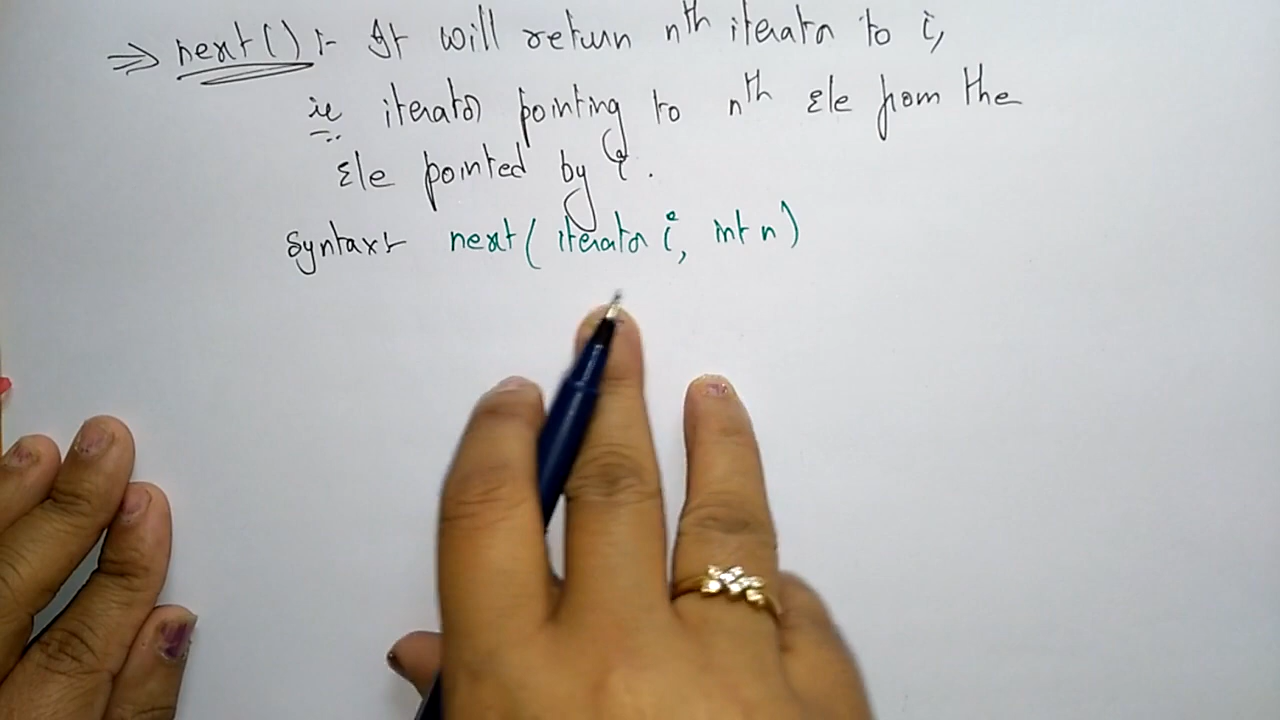 => next() :- It will return nth iterator to i,
ie iterator pointing to nth Ele from the
Ele pointed by i.
Syntax :- next( iterator i, int n)